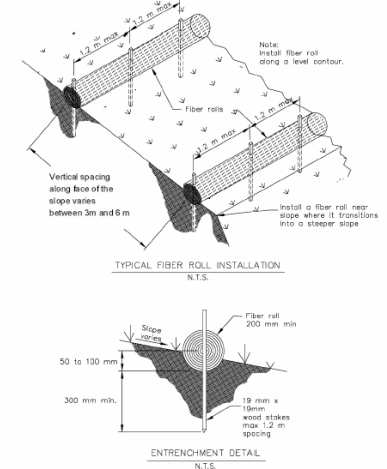 1.2 m max
1.2 m max
Note:
Install fiber roll
along a level contour.
Fiber rolls
1.2 m max
1.2 m max
Vertical spacing
along face of the
slope varies
between 3m and 6 m
Install a fiber roll near
slope where it transitions
into a steeper slope
TYPICAL FIBER ROLL INSTALLATION
N.T.S.
Slope
varies
Fiber roll
200 mm min
50 to 100 mm
300 mm min.
19 mm x
19mm
wood stakes
max 1.2 m
spacing
ENTRENCHMENT DETAIL
N.T.S.